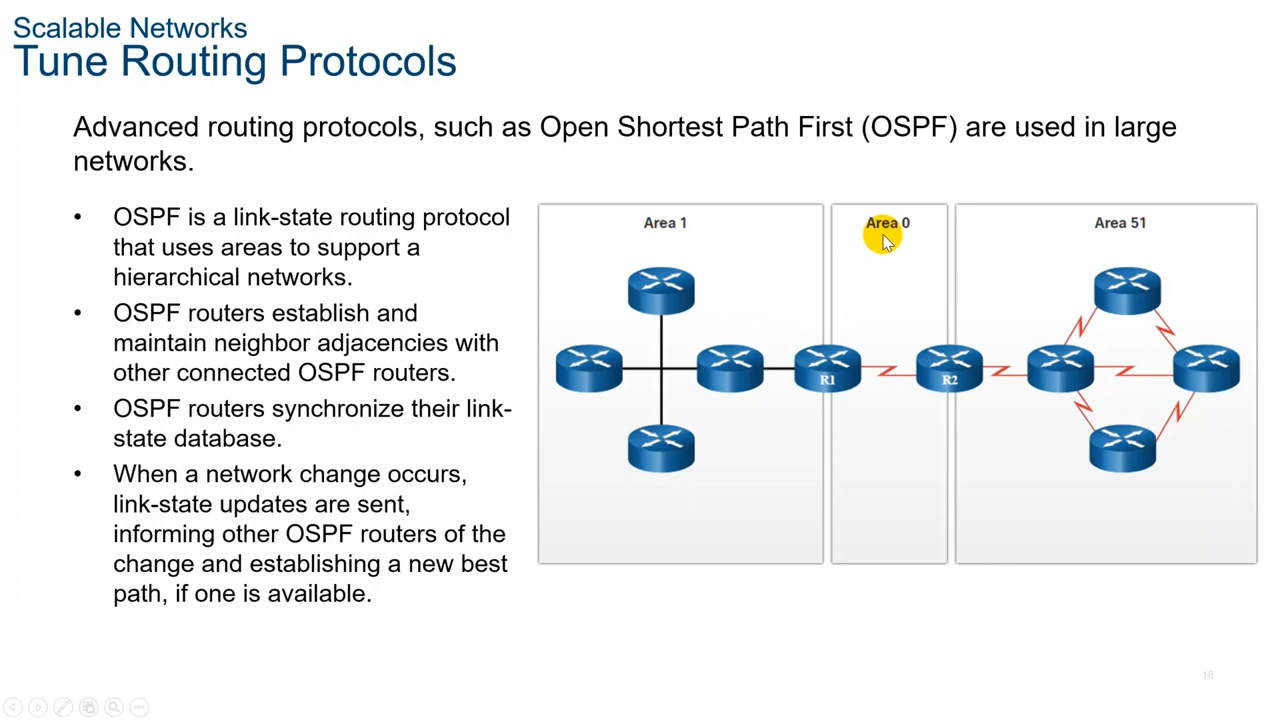 Scalable Networks
Tune Routing Protocols
Advanced routing protocols, such as Open Shortest Path First (OSPF) are used in large
networks.
• OSPF is a link-state routing protocol
that uses areas to support a
hierarchical networks.
• OSPF routers establish and
maintain neighbor adjacencies with
other connected OSPF routers.
• OSPF routers synchronize their link-
state database.
• When a network change occurs,
link-state updates are sent,
informing other OSPF routers of the
change and establishing a new best
path, if one is available.
Area 1
Area 0
Area 51
R1
R2
18